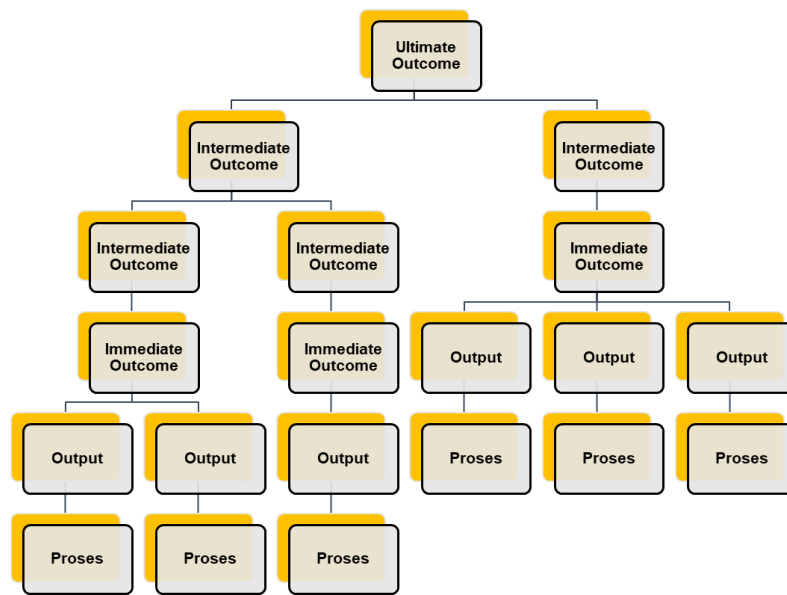 Ultimate
Outcome
Intermediate
Outcome
Intermediate
Outcome
Intermediate
Outcome
Intermediate
Outcome
Immediate
Outcome
Immediate
Outcome
Immediate
Outcome
Output
Output
Output
Output
Output
Output
Proses
Proses
Proses
Proses
Proses
Proses